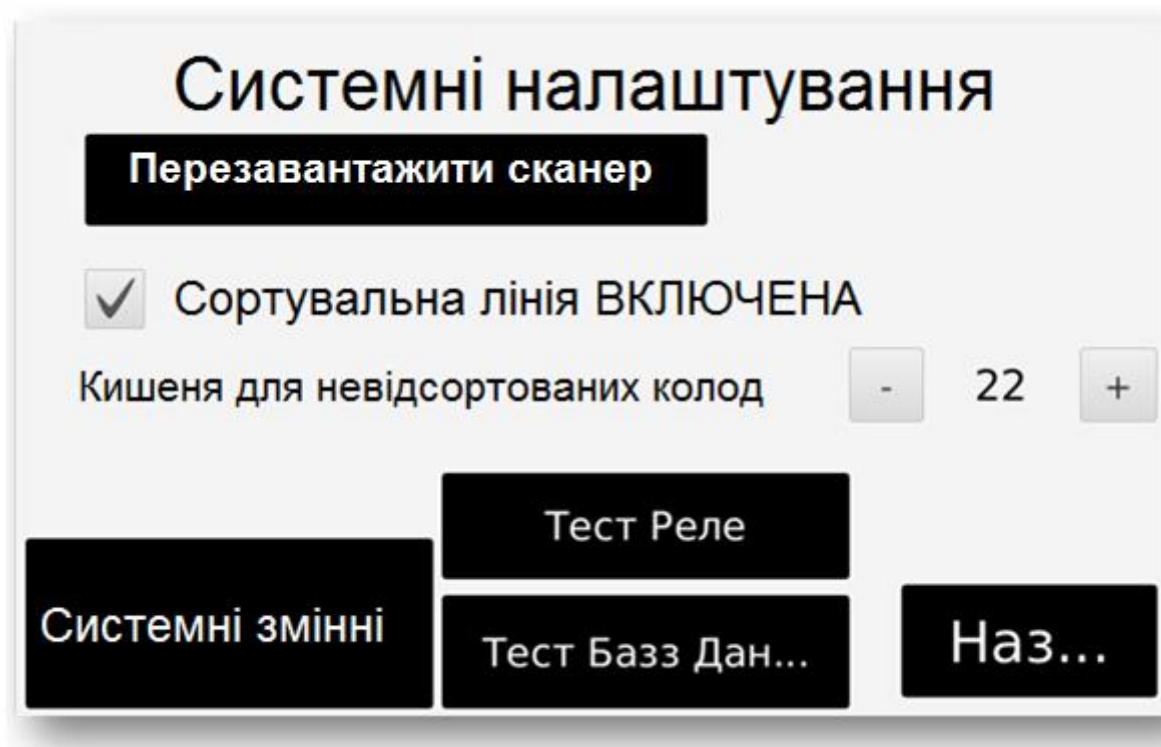 Системні налаштування
Перезавантажити сканер
Сортувальна лінія ВКЛЮЧЕНА
Кишеня для невідсортованих колод - 22 +
Тест Реле
Системні змінні
Тест Базз Дан...
Наз...